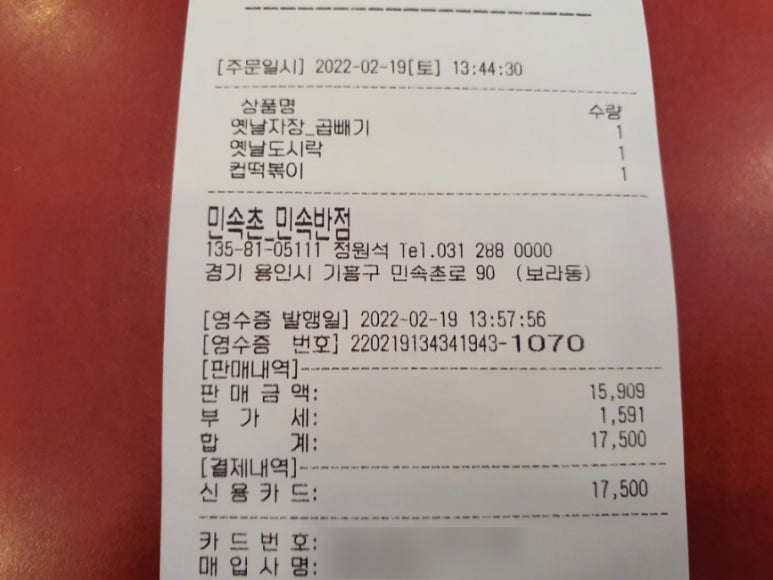 [주문일시] 2022-02-19[토] 13:44:30
상품명 수량
옛날자장_곱빼기 1
옛날도시락 1
컵떡볶이 1
민속촌_민속반점
135-81-05111 정원석 Tel.031 288 0000
경기 용인시 기흥구 민속촌로 90 (보라동)
[영수증 발행일] 2022-02-19 13:57:56
[영수증 번호] 220219134341943-1070
[판매내역]
판 매 금 액: 15,909
부 가 세: 1,591
합 계: 17,500
[결제내역]
신 용 카 드: 17,500
카 드 번 호:
매 입 사 명: